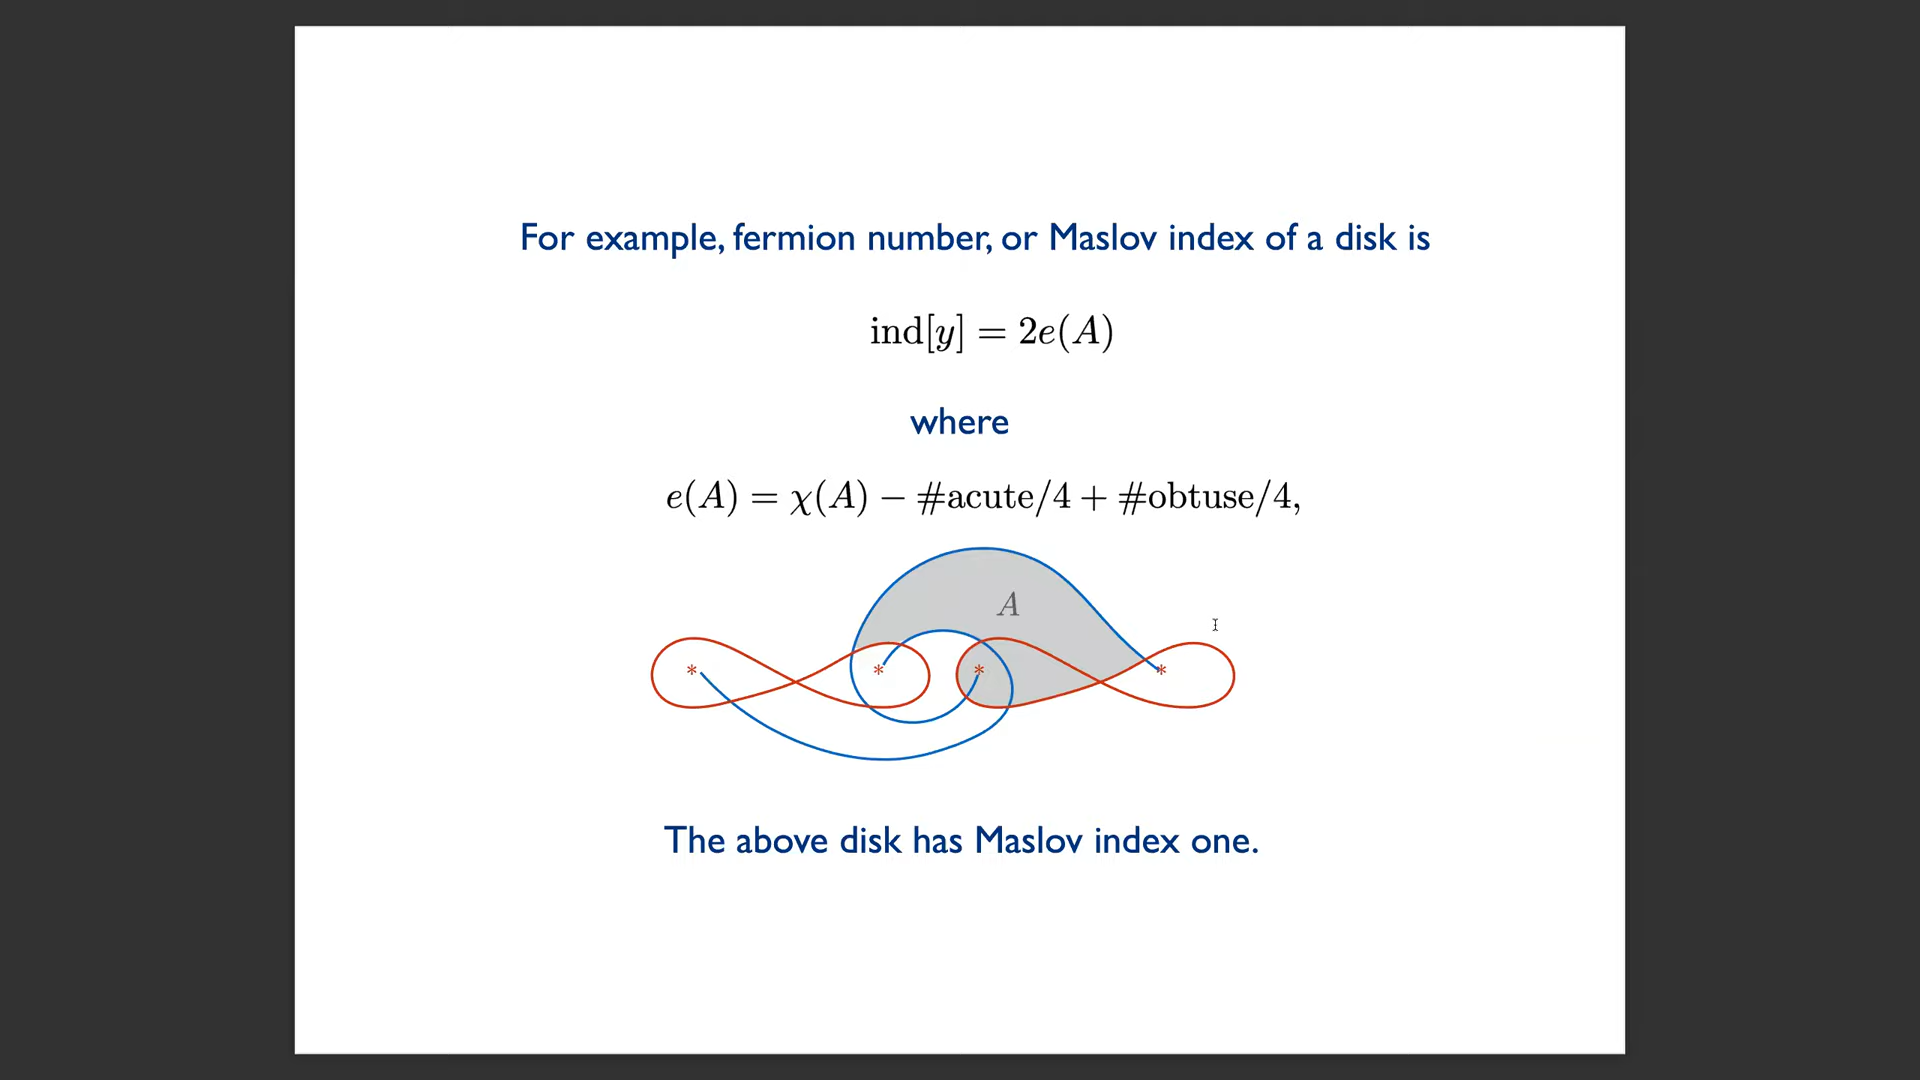 For example, fermion number, or Maslov index of a disk is
ind[y] = 2e(A)
where
e(A) = χ(A) − #acute/4 + #obtuse/4,
A
* * * *
The above disk has Maslov index one.